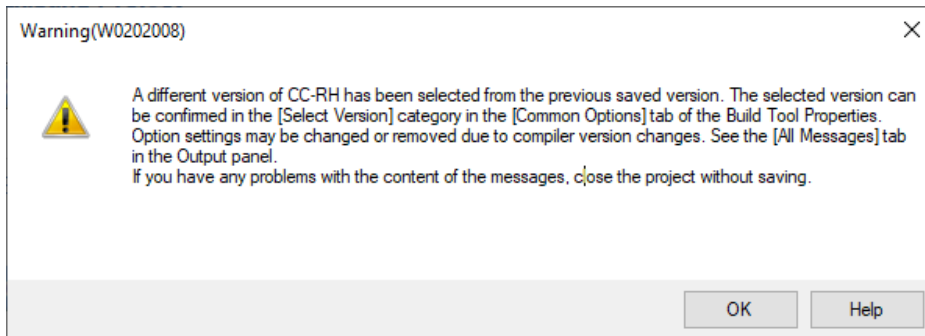 Warning(W0202008)
A different version of CC-RH has been selected from the previous saved version. The selected version can
be confirmed in the [Select Version] category in the [Common Options] tab of the Build Tool Properties.
Option settings may be changed or removed due to compiler version changes. See the [All Messages] tab
in the Output panel.
If you have any problems with the content of the messages, close the project without saving.
OK
Help